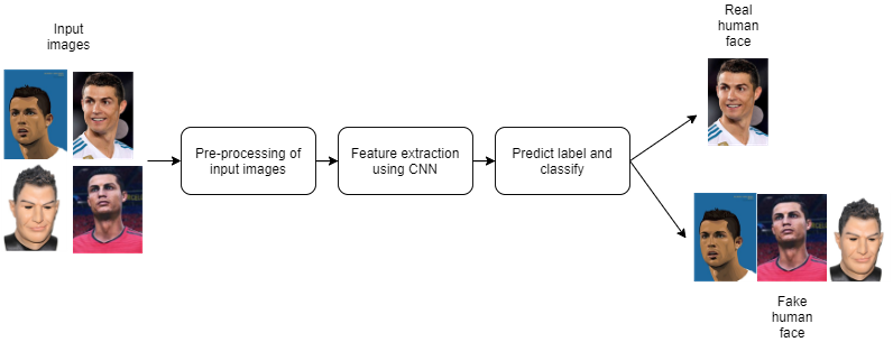 Input
images
Pre-processing of
input images
Feature extraction
using CNN
Predict label and
classify
Real
human
face
Fake
human
face